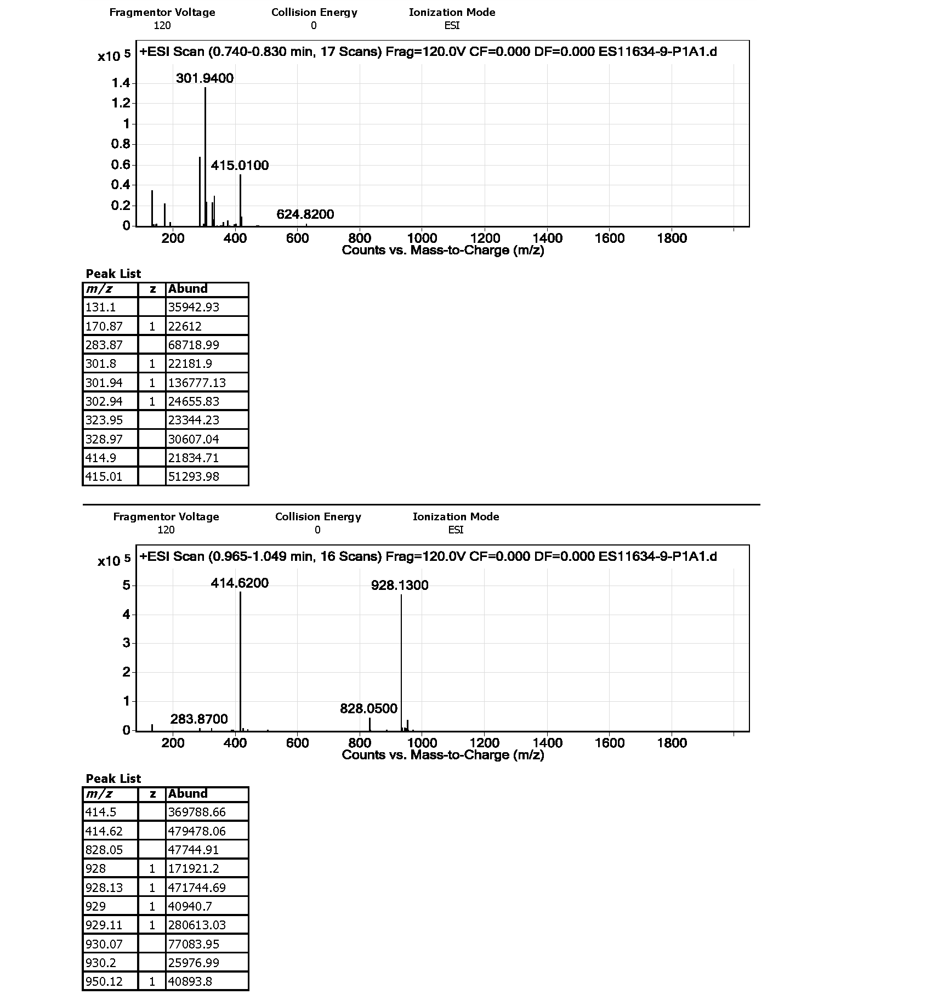 Fragmentor Voltage Collision Energy Ionization Mode
120 0 ESI
x10 5 +ESI Scan (0.740-0.830 min, 17 Scans) Frag=120.0V CF=0.000 DF=0.000 ES11634-9-P1A1.d
301.9400
1.4
1.2
1
0.8
0.6 415.0100
0.4
0.2 624.8200
0
200 400 600 800 1000 1200 1400 1600 1800
Counts vs. Mass-to-Charge (m/z)
Peak List
m/z z Abund
131.1 35942.93
170.87 1 22612
283.87 68718.99
301.8 1 22181.9
301.94 1 136777.13
302.94 1 24655.83
323.95 23344.23
328.97 30607.04
414.9 21834.71
415.01 51293.98
Fragmentor Voltage Collision Energy Ionization Mode
120 0 ESI
x10 5 +ESI Scan (0.965-1.049 min, 16 Scans) Frag=120.0V CF=0.000 DF=0.000 ES11634-9-P1A1.d
5 414.6200 928.1300
4
3
2
1 828.0500
283.8700
0
200 400 600 800 1000 1200 1400 1600 1800
Counts vs. Mass-to-Charge (m/z)
Peak List
m/z z Abund
414.5 369788.66
414.62 479478.06
828.05 47744.91
928 1 171921.2
928.13 1 471744.69
929 1 40940.7
929.11 1 280613.03
930.07 77083.95
930.2 25976.99
950.12 1 40893.8